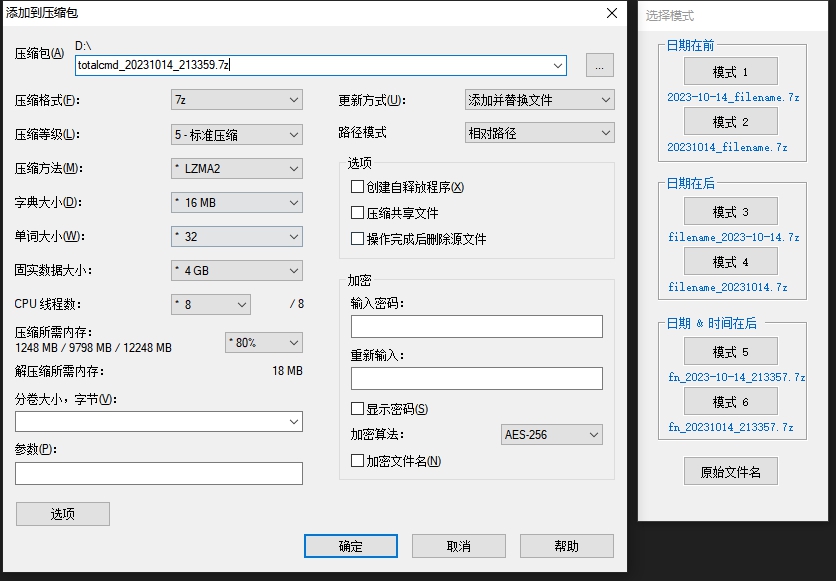 添加到压缩包
压缩包(A)
D:\
totalcmd_20231014_213359.7z
...
压缩格式(F):
7z
压缩等级(L):
5 - 标准压缩
压缩方法(M):
* LZMA2
字典大小(D):
* 16 MB
单词大小(W):
* 32
固实数据大小:
* 4 GB
CPU 线程数:
* 8
/ 8
压缩所需内存:
1248 MB / 9798 MB / 12248 MB
* 80%
解压缩所需内存:
18 MB
分卷大小，字节(V):
参数(P):
选项
更新方式(U):
添加并替换文件
路径模式
相对路径
选项
创建自释放程序(X)
压缩共享文件
操作完成后删除源文件
加密
输入密码:
重新输入:
显示密码(S)
加密算法:
AES-256
加密文件名(N)
确定
取消
帮助
选择模式
日期在前
模式 1
2023-10-14_filename.7z
模式 2
20231014_filename.7z
日期在后
模式 3
filename_2023-10-14.7z
模式 4
filename_20231014.7z
日期 & 时间在后
模式 5
fn_2023-10-14_213357.7z
模式 6
fn_20231014_213357.7z
原始文件名